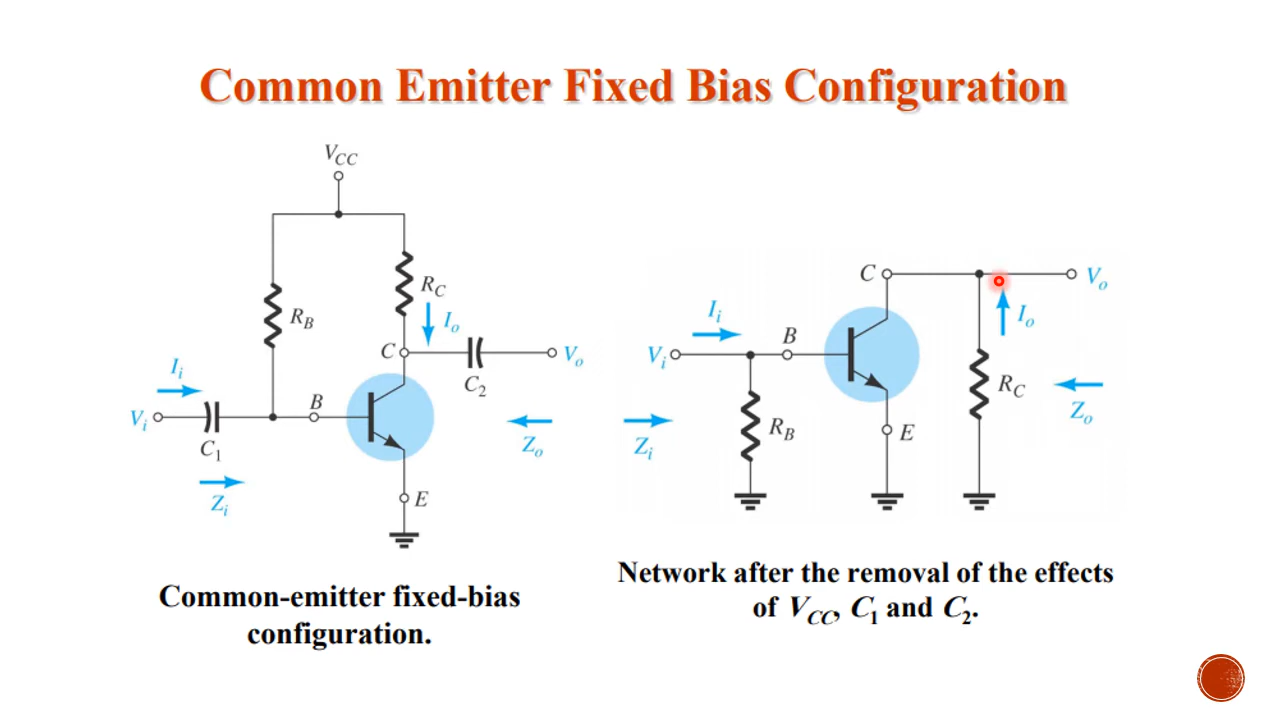 Common Emitter Fixed Bias Configuration
VCC
RB
RC
Io
C
C2
Vo
Ii
Vi
C1
B
Zi
Zo
E
Common-emitter fixed-bias
configuration.
C
Vo
Ii
Io
B
Vi
RC
Zo
RB
E
Zi
Network after the removal of the effects
of VCC, C1 and C2.